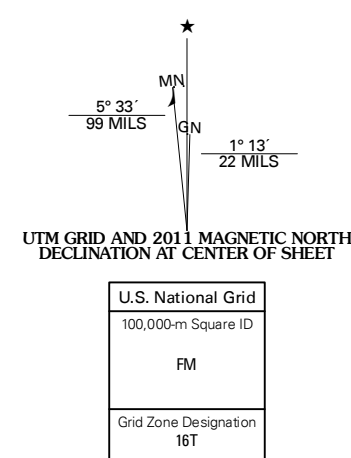 ★
MN
5° 33´
99 MILS
GN
1° 13´
22 MILS
UTM GRID AND 2011 MAGNETIC NORTH
DECLINATION AT CENTER OF SHEET
U.S. National Grid
100,000-m Square ID
FM
Grid Zone Designation
16T